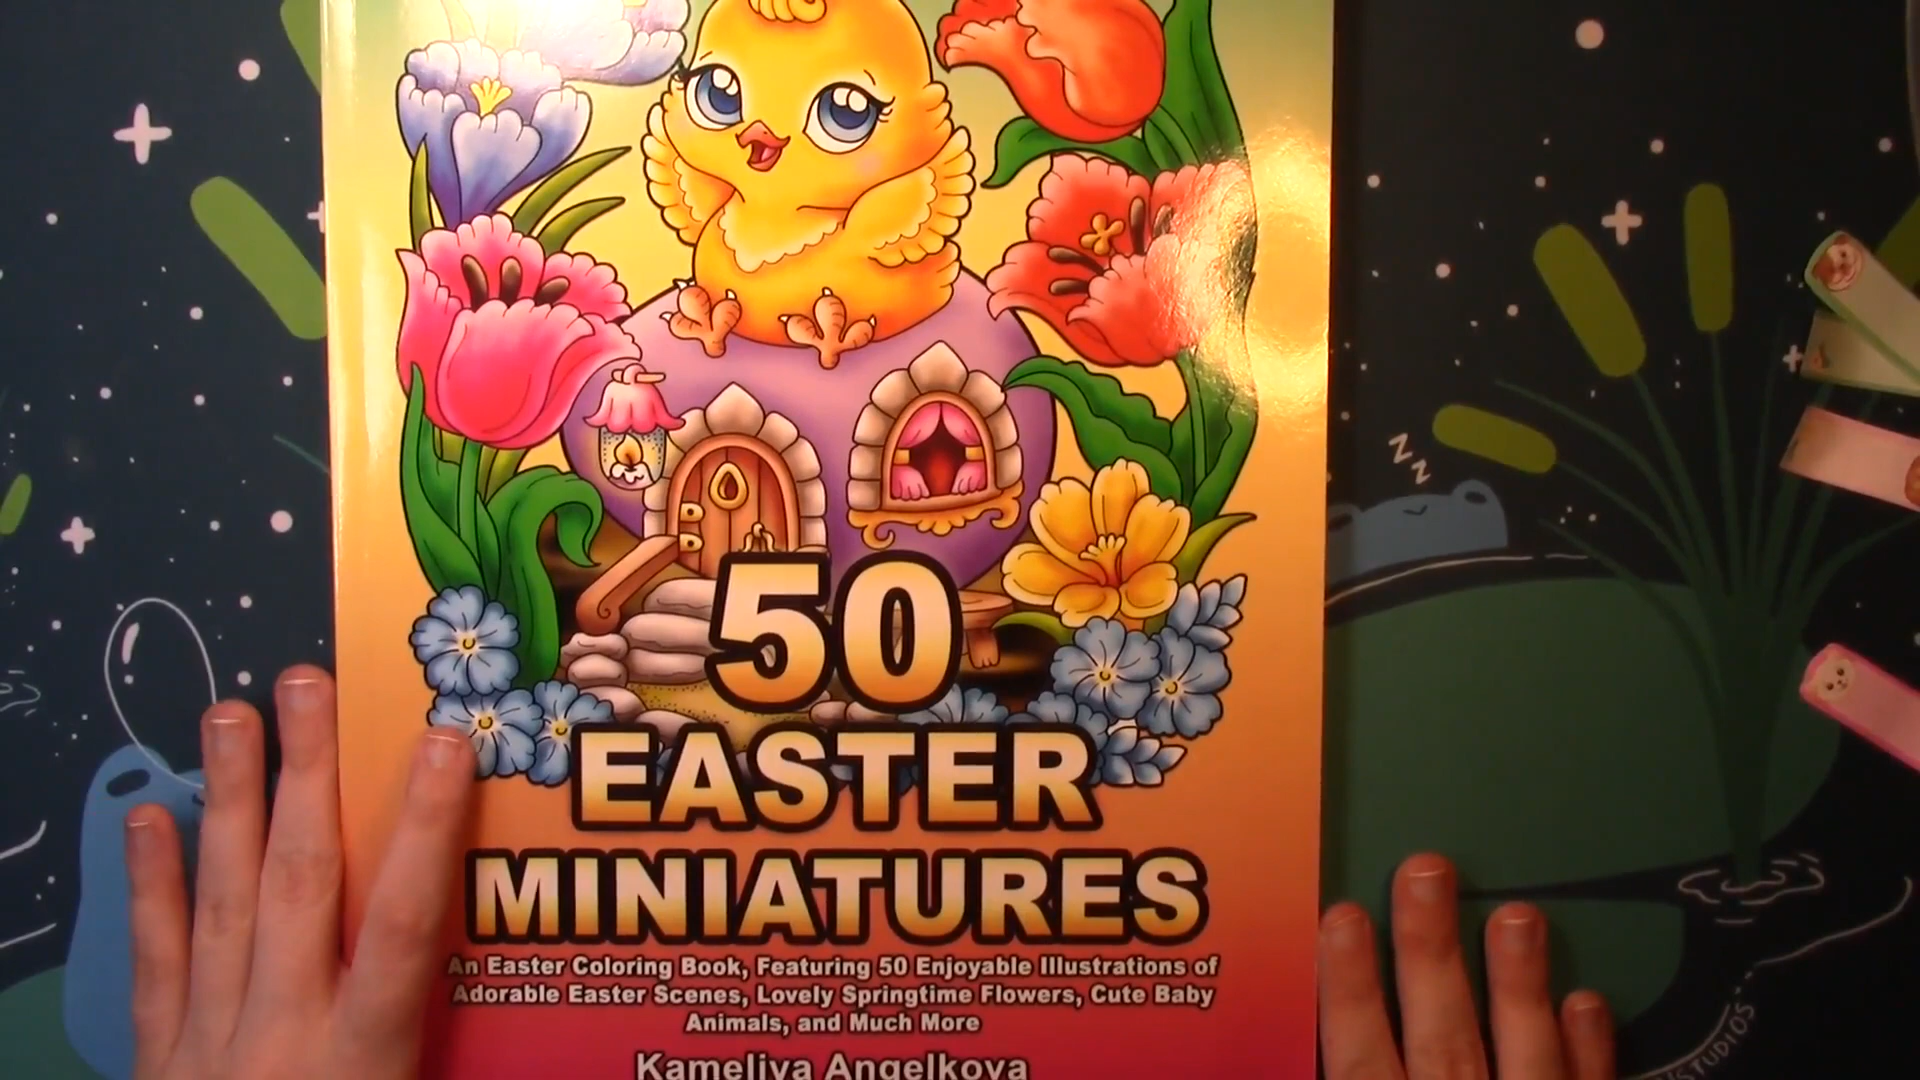 z
z
50
EASTER
MINIATURES
An Easter Coloring Book, Featuring 50 Enjoyable Illustrations of
Adorable Easter Scenes, Lovely Springtime Flowers, Cute Baby
Animals, and Much More
Kameliya Angelkova
STUDIOS